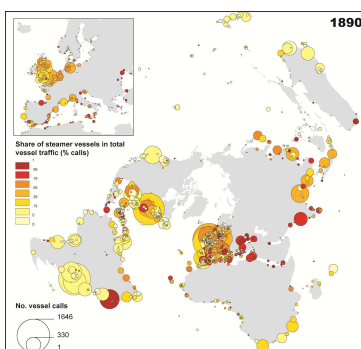 1890
Share of steamer vessels in total
vessel traffic (% calls)
No. vessel calls
1646
330
1